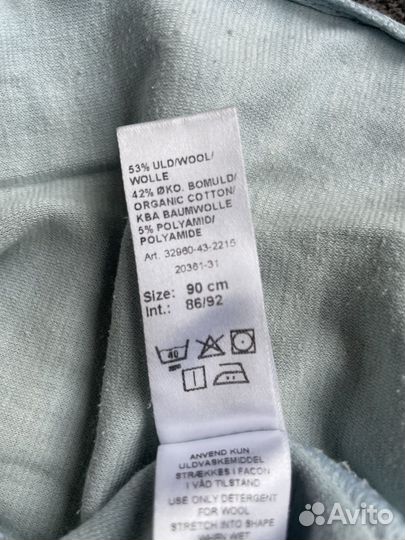 53% ULD/WOOL/
WOLLE
42% ØKO. BOMULD/
ORGANIC COTTON/
KBA BAUMWOLLE
5% POLYAMID/
POLYAMIDE
Art. 32960-43-2215
20361-31
Size: 90 cm
Int.: 86/92
40
ANVEND KUN
ULDVASKEMIDDEL
STRÆKKES I FACON
I VÅD TILSTAND
USE ONLY DETERGENT
FOR WOOL
STRETCH INTO SHAPE
WHEN WET
Avito